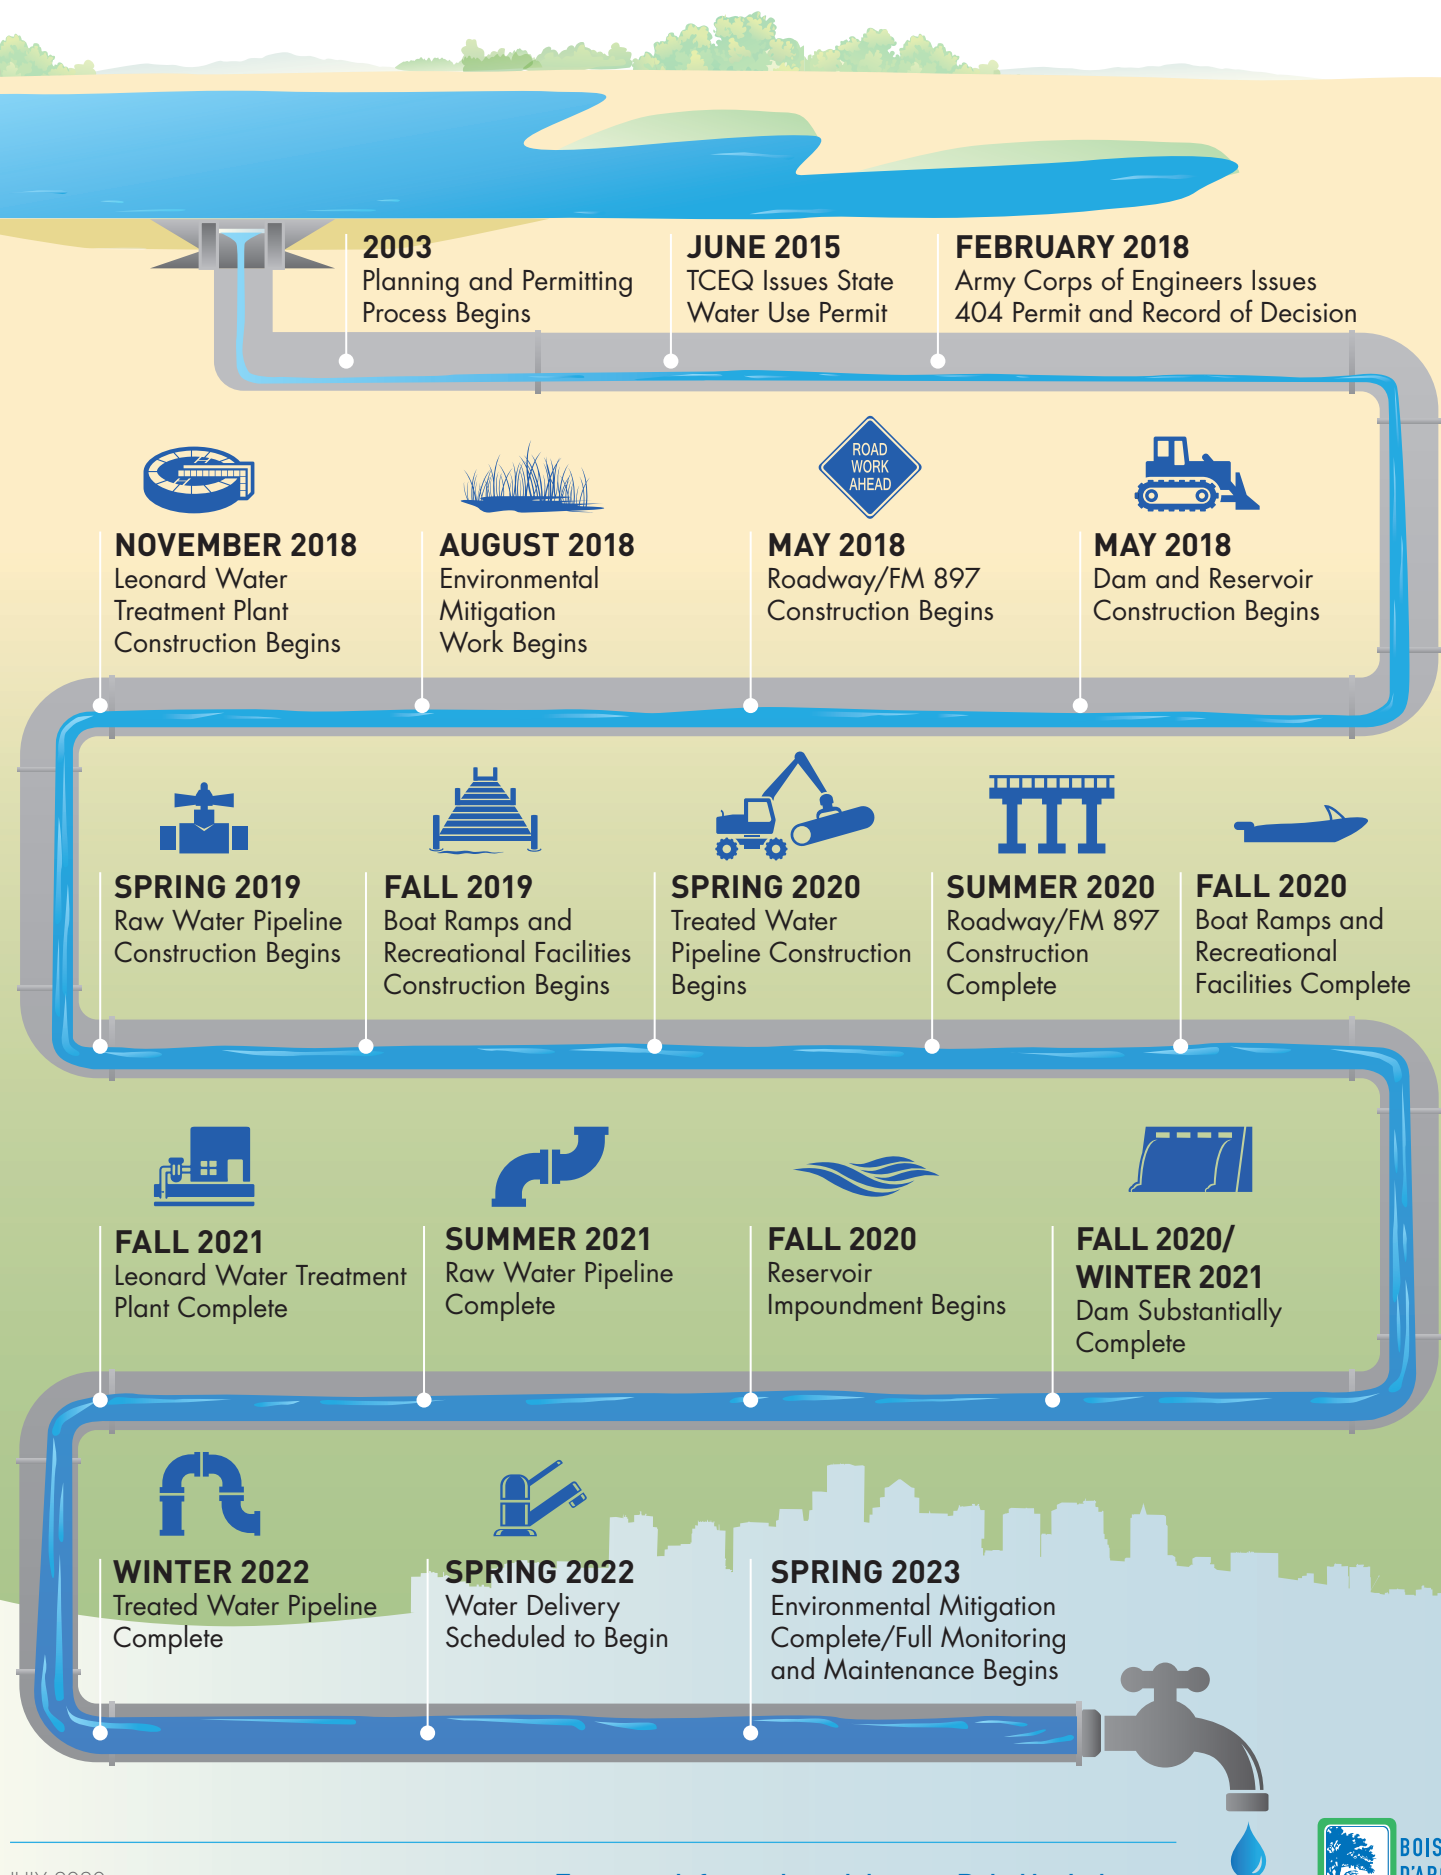 2003
Planning and Permitting
Process Begins
JUNE 2015
TCEQ Issues State
Water Use Permit
FEBRUARY 2018
Army Corps of Engineers Issues
404 Permit and Record of Decision
ROAD
WORK
AHEAD
NOVEMBER 2018
Leonard Water
Treatment Plant
Construction Begins
AUGUST 2018
Environmental
Mitigation
Work Begins
MAY 2018
Roadway/FM 897
Construction Begins
MAY 2018
Dam and Reservoir
Construction Begins
SPRING 2019
Raw Water Pipeline
Construction Begins
FALL 2019
Boat Ramps and
Recreational Facilities
Construction Begins
SPRING 2020
Treated Water
Pipeline Construction
Begins
SUMMER 2020
Roadway/FM 897
Construction
Complete
FALL 2020
Boat Ramps and
Recreational
Facilities Complete
FALL 2021
Leonard Water Treatment
Plant Complete
SUMMER 2021
Raw Water Pipeline
Complete
FALL 2020
Reservoir
Impoundment Begins
FALL 2020/
WINTER 2021
Dam Substantially
Complete
WINTER 2022
Treated Water Pipeline
Complete
SPRING 2022
Water Delivery
Scheduled to Begin
SPRING 2023
Environmental Mitigation
Complete/Full Monitoring
and Maintenance Begins
BOIS